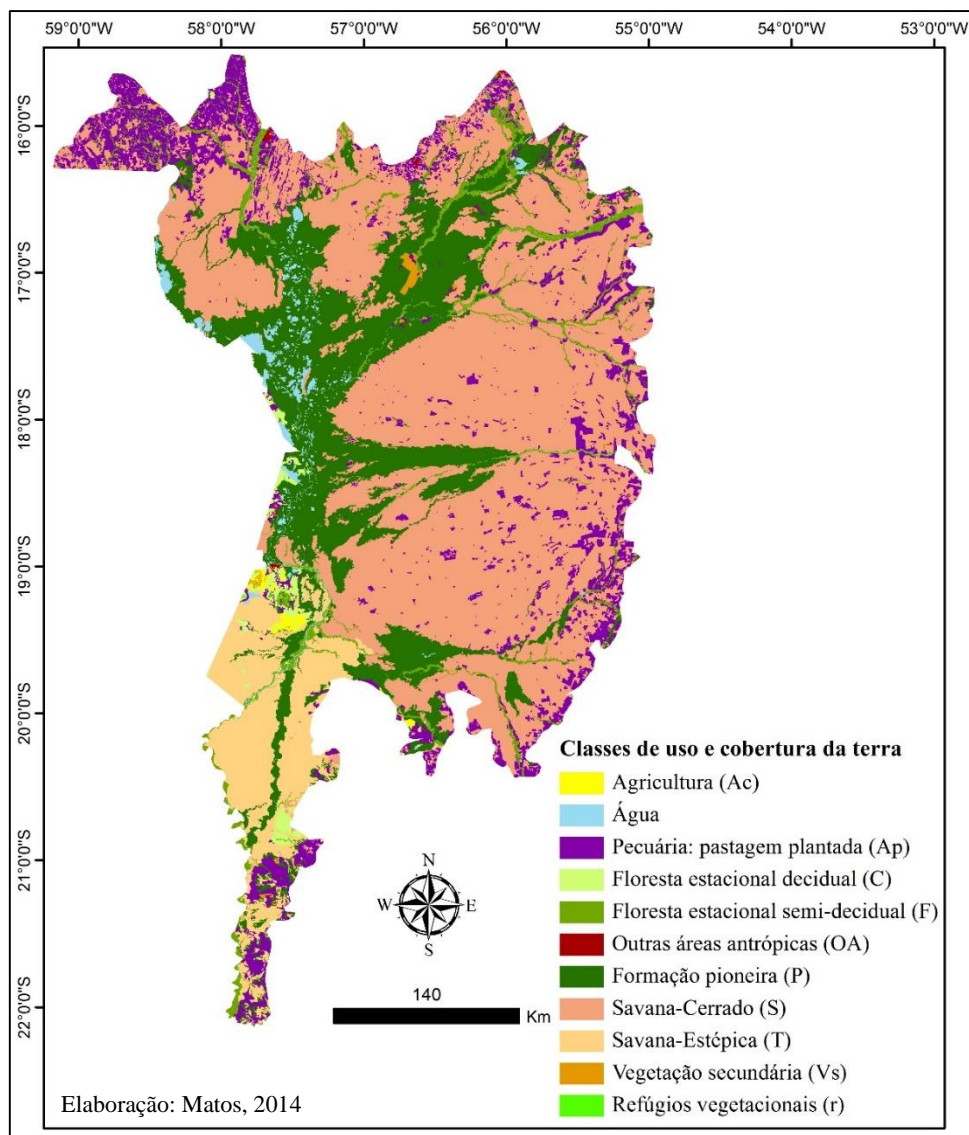 59°0'0"W 58°0'0"W 57°0'0"W 56°0'0"W 55°0'0"W 54°0'0"W 53°0'0"W
16°0'0"S
17°0'0"S
18°0'0"S
19°0'0"S
20°0'0"S
21°0'0"S
22°0'0"S
Classes de uso e cobertura da terra
Agricultura (Ac)
Água
Pecuária: pastagem plantada (Ap)
Floresta estacional decidual (C)
Floresta estacional semi-decidual (F)
Outras áreas antrópicas (OA)
Formação pioneira (P)
Savana-Cerrado (S)
Savana-Estépica (T)
Vegetação secundária (Vs)
Refúgios vegetacionais (r)
N
W E
S
140
Km
Elaboração: Matos, 2014